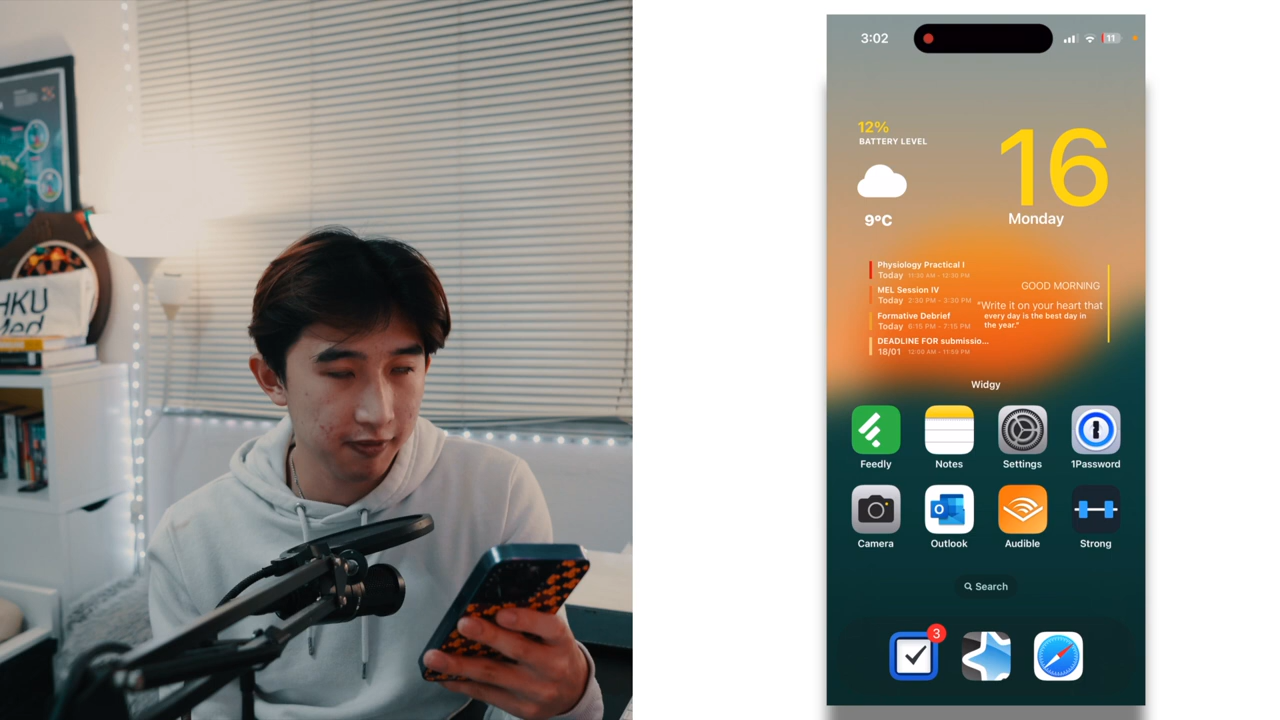 HKU
Med
3:02
11
12%
BATTERY LEVEL
16
Monday
9°C
Physiology Practical I
Today 11:30 AM - 12:30 PM
MEL Session IV
Today 2:30 PM - 3:30 PM
Formative Debrief
Today 6:15 PM - 7:15 PM
DEADLINE FOR submissio...
18/01 12:00 AM - 11:59 PM
GOOD MORNING
"Write it on your heart that
every day is the best day in
the year."
Widgy
Feedly
Notes
Settings
1Password
Camera
Outlook
Audible
Strong
Search
3